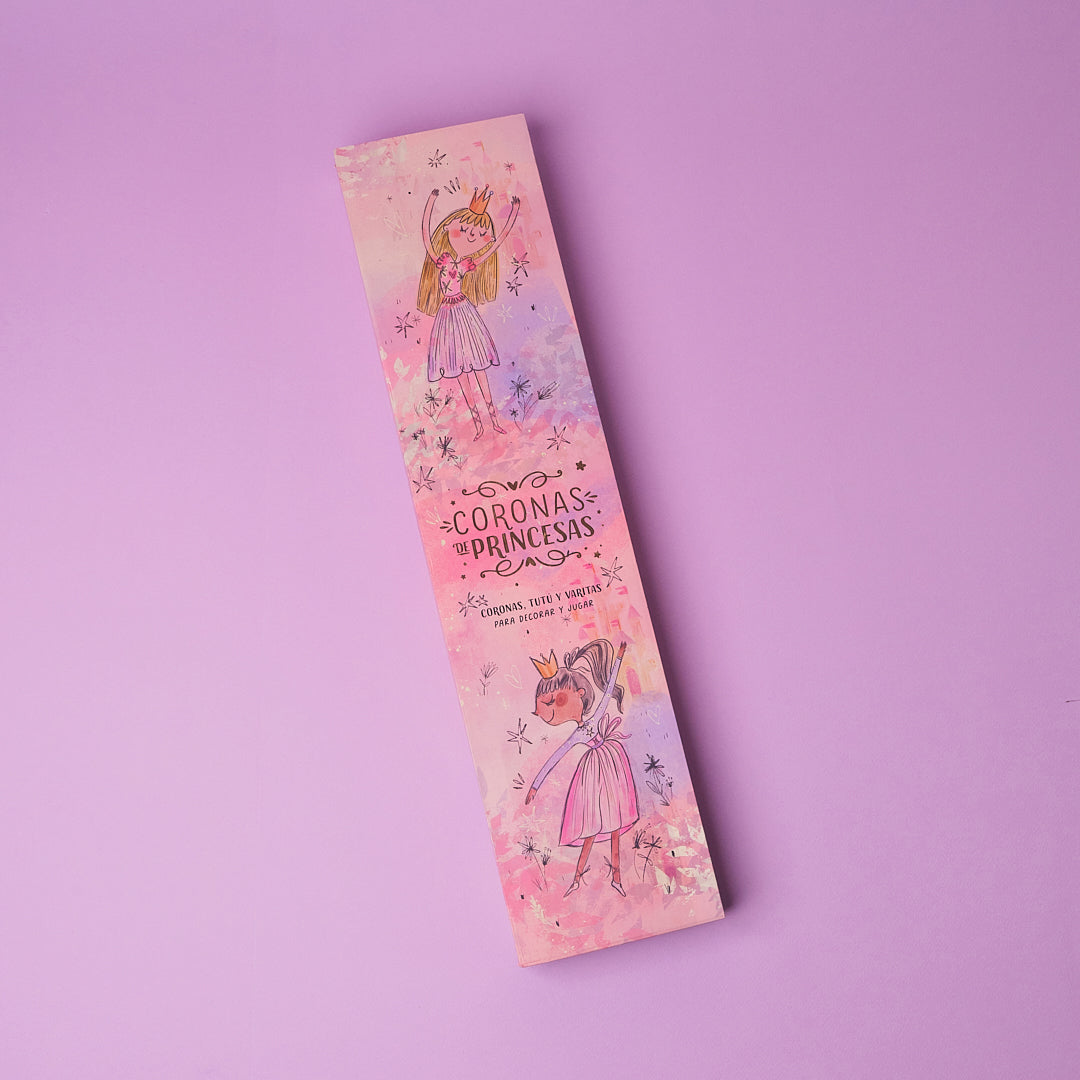 CORONAS
DE PRINCESAS
CORONAS, TUTÚ Y VARITAS
PARA DECORAR Y JUGAR